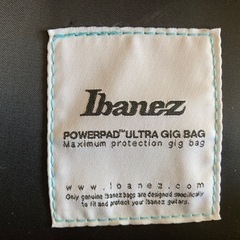 Ibanez
POWERPAD™ ULTRA GIG BAG
Maximum protection gig bag
www.ibanez.com
Only genuine Ibanez bags are designed specifically
to fit and protect your Ibanez guitars.